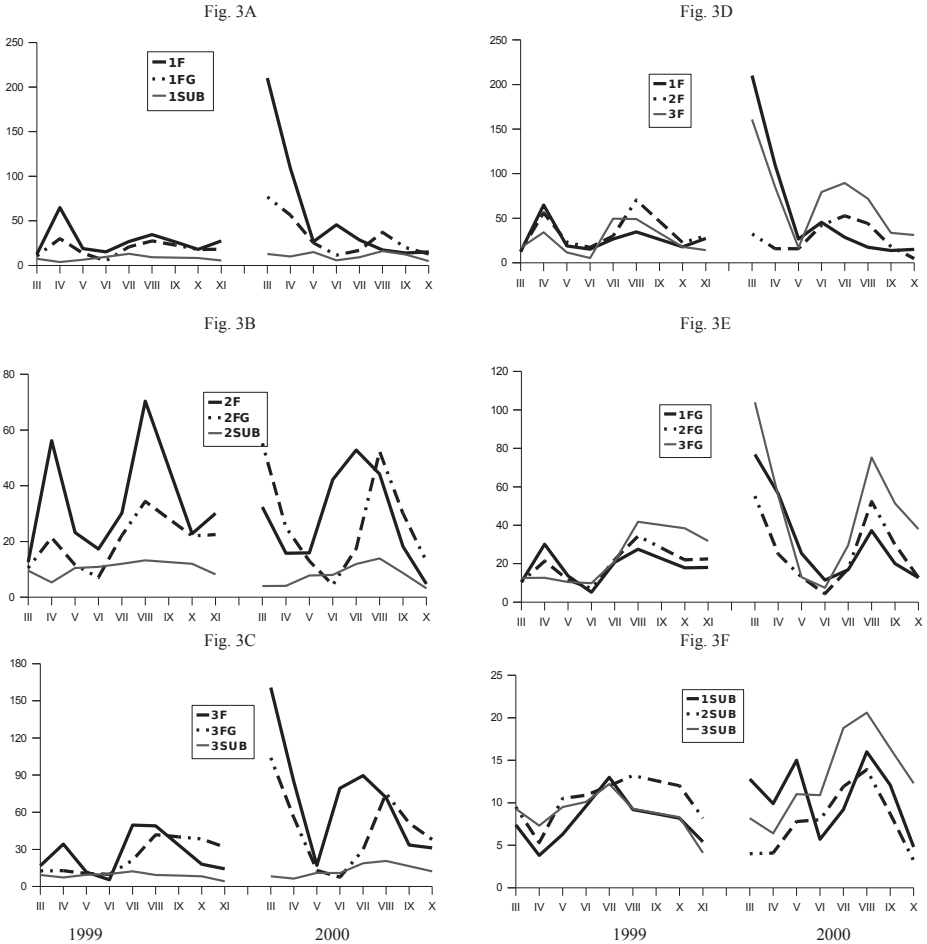 Fig. 3A
250
200
150
100
50
0
1F
1FG
1SUB
III IV V VI VII VIII IX X XI III IV V VI VII VIII IX X
Fig. 3D
250
200
150
100
50
0
1F
2F
3F
III IV V VI VII VIII IX X XI III IV V VI VII VIII IX X
Fig. 3B
80
60
40
20
0
2F
2FG
2SUB
III IV V VI VII VIII IX X XI III IV V VI VII VIII IX X
Fig. 3E
120
100
80
60
40
20
0
1FG
2FG
3FG
III IV V VI VII VIII IX X XI III IV V VI VII VIII IX X
Fig. 3C
180
150
120
90
60
30
0
3F
3FG
3SUB
III IV V VI VII VIII IX X XI III IV V VI VII VIII IX X
1999 2000
Fig. 3F
25
20
15
10
5
0
1SUB
2SUB
3SUB
III IV V VI VII VIII IX X XI III IV V VI VII VIII IX X
1999 2000